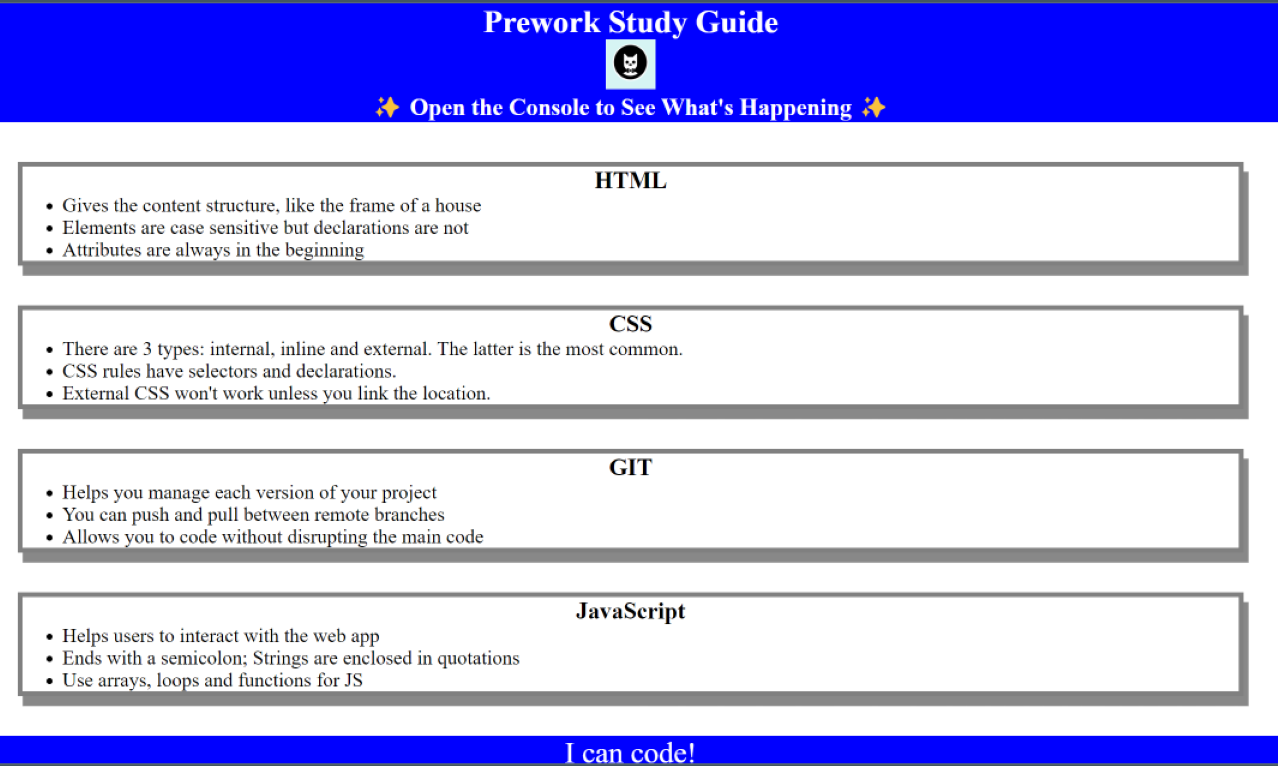 Prework Study Guide
✨ Open the Console to See What's Happening ✨
HTML
• Gives the content structure, like the frame of a house
• Elements are case sensitive but declarations are not
• Attributes are always in the beginning
CSS
• There are 3 types: internal, inline and external. The latter is the most common.
• CSS rules have selectors and declarations.
• External CSS won't work unless you link the location.
GIT
• Helps you manage each version of your project
• You can push and pull between remote branches
• Allows you to code without disrupting the main code
JavaScript
• Helps users to interact with the web app
• Ends with a semicolon; Strings are enclosed in quotations
• Use arrays, loops and functions for JS
I can code!